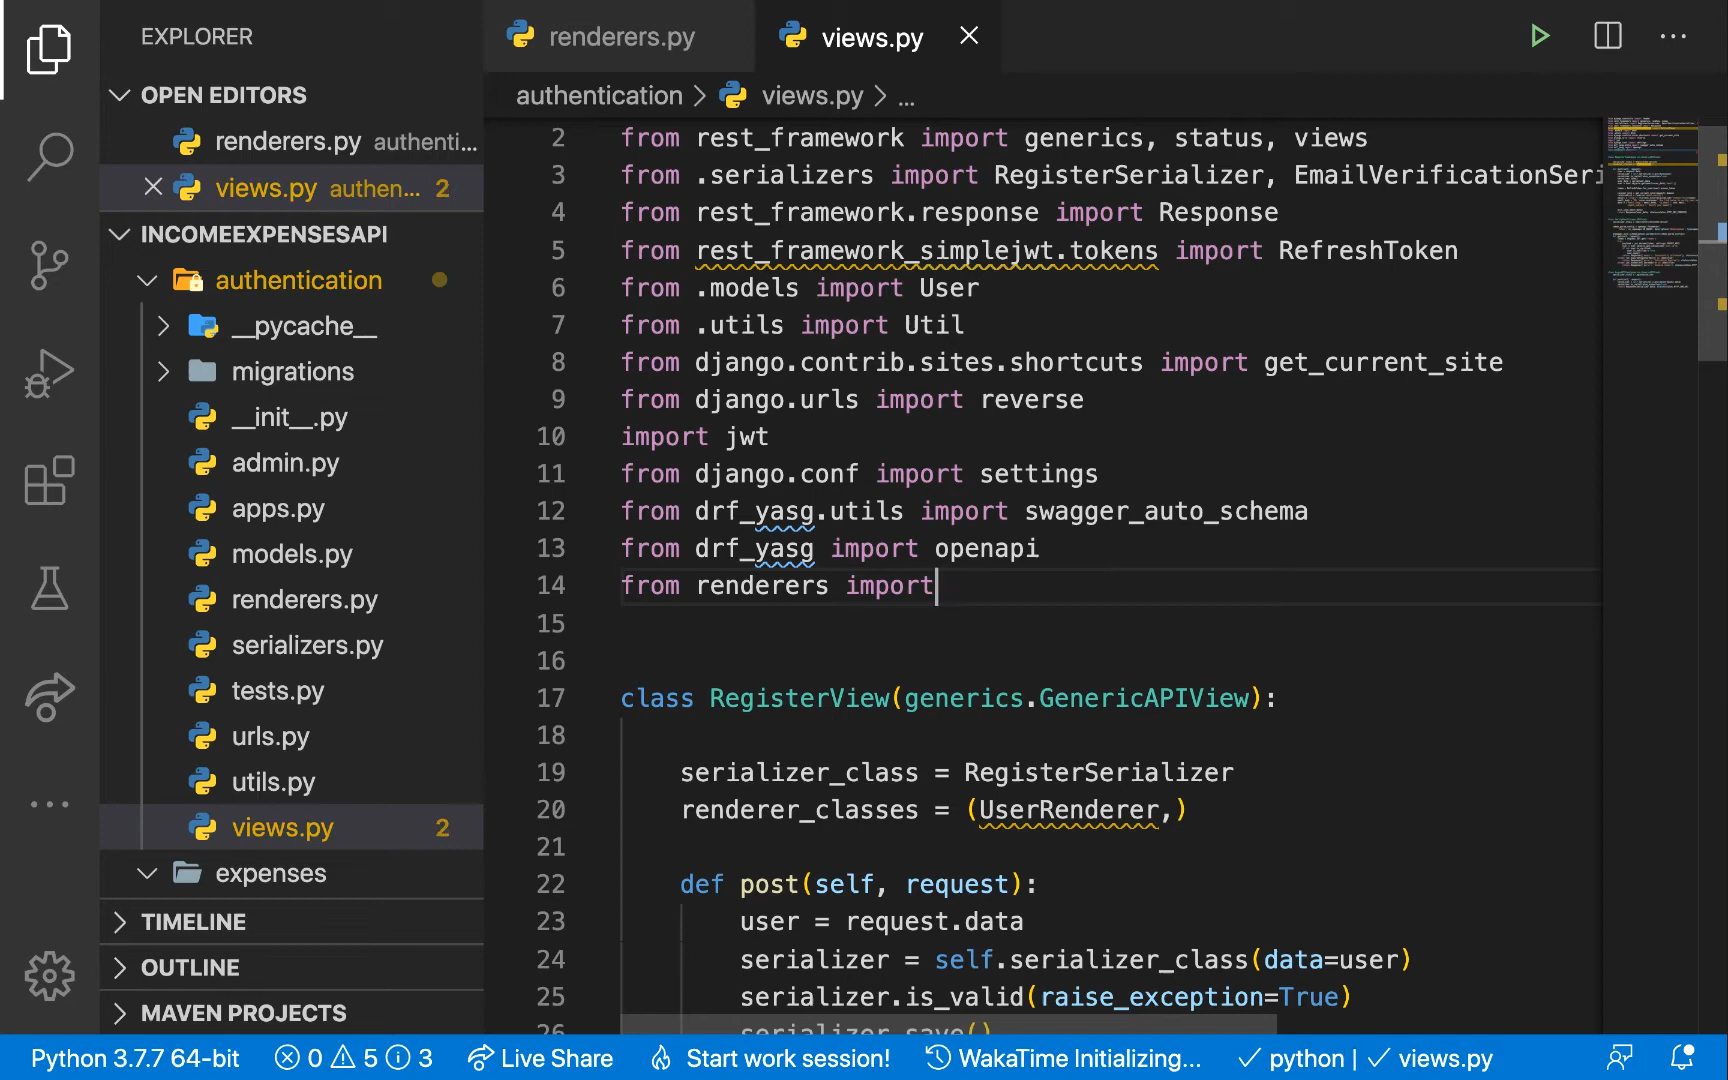 EXPLORER
OPEN EDITORS
renderers.py authenti...
views.py authen... 2
INCOMEEXPENSESAPI
authentication
__pycache__
migrations
__init__.py
admin.py
apps.py
models.py
renderers.py
serializers.py
tests.py
urls.py
utils.py
views.py 2
expenses
TIMELINE
OUTLINE
MAVEN PROJECTS
renderers.py
views.py
authentication > views.py > ...
2 from rest_framework import generics, status, views
3 from .serializers import RegisterSerializer, EmailVerificationSeri
4 from rest_framework.response import Response
5 from rest_framework_simplejwt.tokens import RefreshToken
6 from .models import User
7 from .utils import Util
8 from django.contrib.sites.shortcuts import get_current_site
9 from django.urls import reverse
10 import jwt
11 from django.conf import settings
12 from drf_yasg.utils import swagger_auto_schema
13 from drf_yasg import openapi
14 from renderers import
15
16
17 class RegisterView(generics.GenericAPIView):
18
19 serializer_class = RegisterSerializer
20 renderer_classes = (UserRenderer,)
21
22 def post(self, request):
23 user = request.data
24 serializer = self.serializer_class(data=user)
25 serializer.is_valid(raise_exception=True)
26 serializer.save()
Python 3.7.7 64-bit 0 5 3 Live Share Start work session! WakaTime Initializing... python | views.py